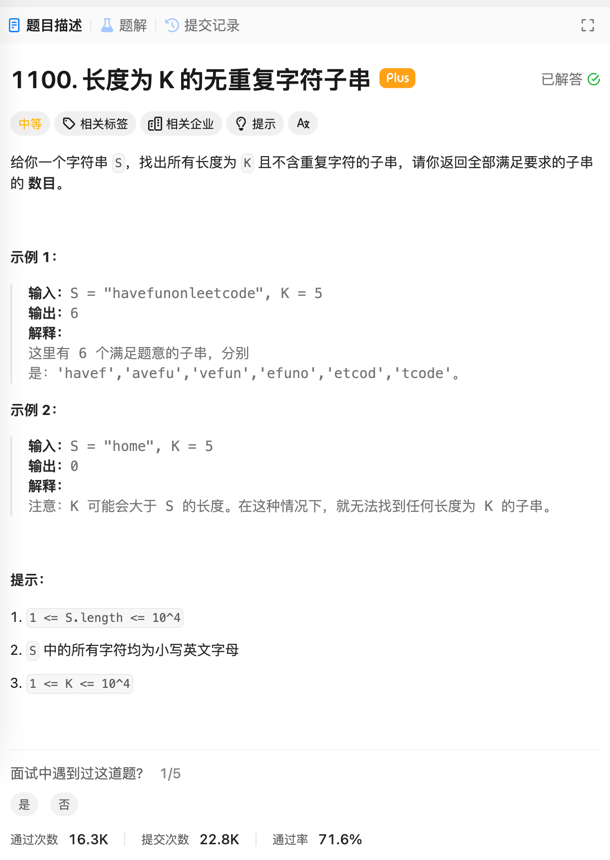 题目描述 题解 提交记录
1100. 长度为 K 的无重复字符子串 Plus 已解答
中等 相关标签 相关企业 提示 Ax
给你一个字符串 S，找出所有长度为 K 且不含重复字符的子串，请你返回全部满足要求的子串
的 数目。
示例 1：
输入：S = "havefunonleetcode", K = 5
输出：6
解释：
这里有 6 个满足题意的子串，分别
是：'havef','avefu','vefun','efuno','etcod','tcode'。
示例 2：
输入：S = "home", K = 5
输出：0
解释：
注意：K 可能会大于 S 的长度。在这种情况下，就无法找到任何长度为 K 的子串。
提示：
1. 1 <= S.length <= 10^4
2. S 中的所有字符均为小写英文字母
3. 1 <= K <= 10^4
面试中遇到过这道题? 1/5
是 否
通过次数 16.3K 提交次数 22.8K 通过率 71.6%